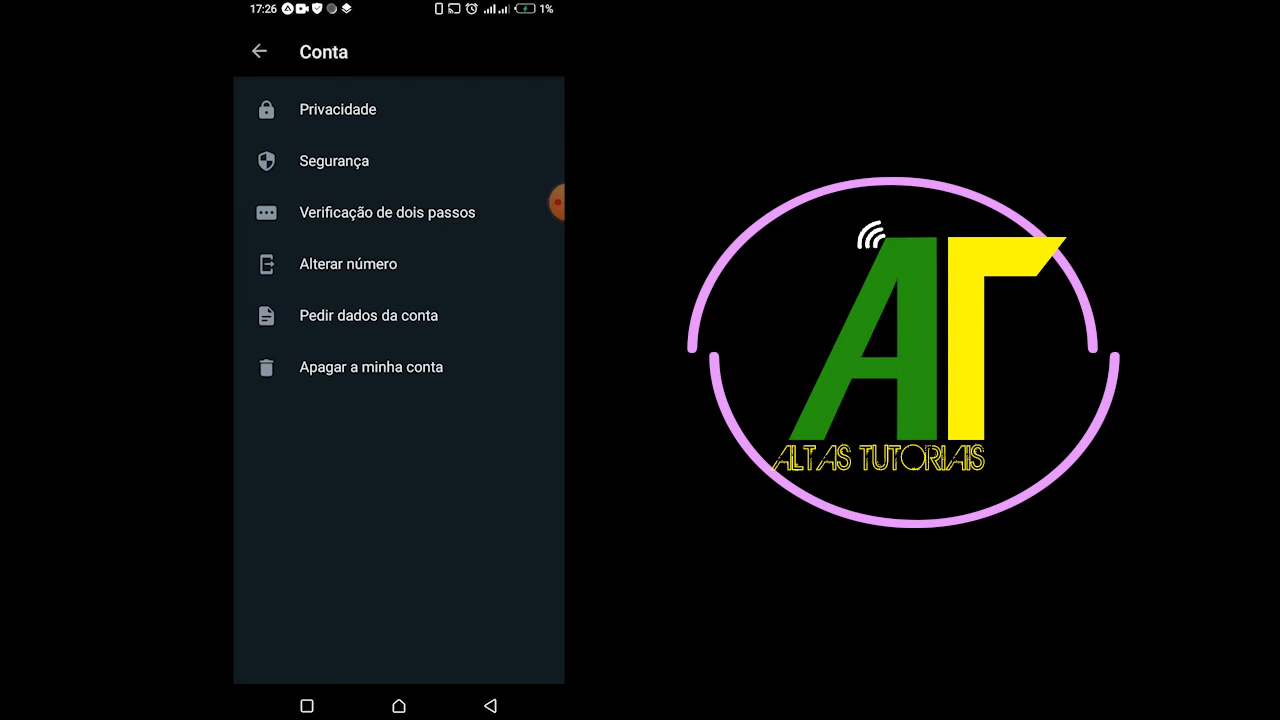 17:26
1%
Conta
Privacidade
Segurança
Verificação de dois passos
Alterar número
Pedir dados da conta
Apagar a minha conta
AT
ALTAS TUTORIAIS